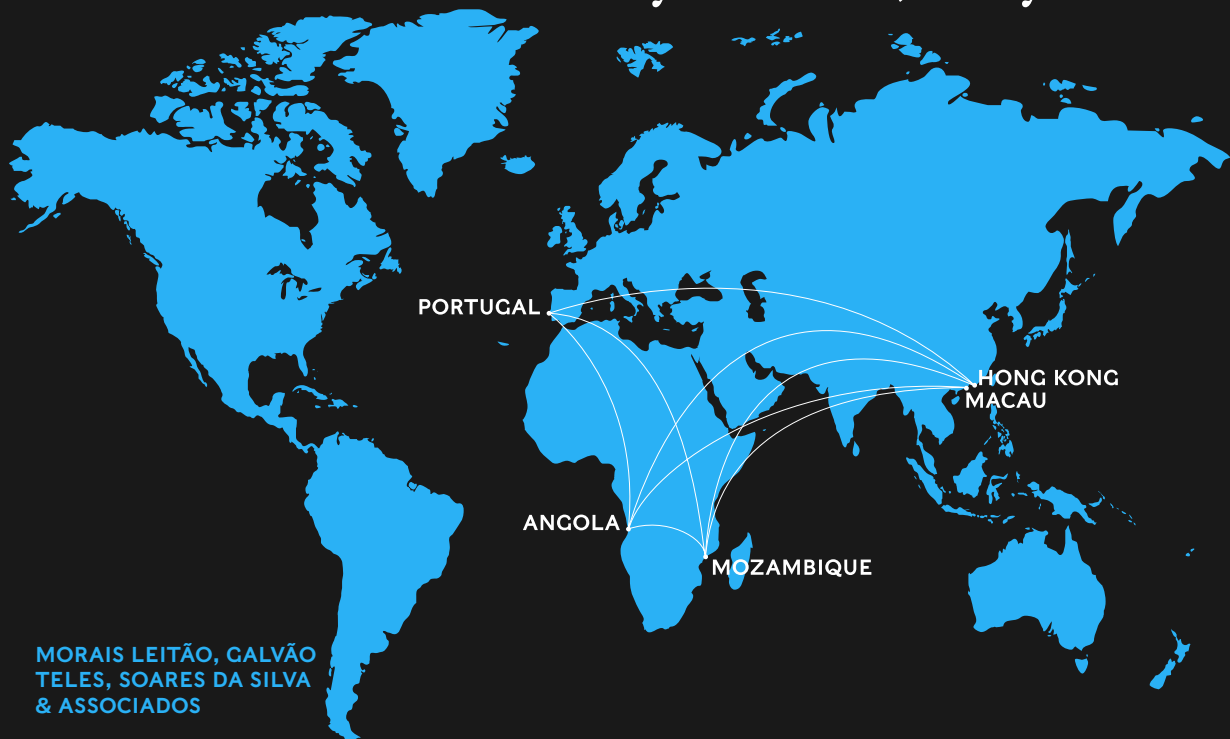 PORTUGAL
HONG KONG
MACAU
ANGOLA
MOZAMBIQUE
MORAIS LEITÃO, GALVÃO
TELES, SOARES DA SILVA
& ASSOCIADOS